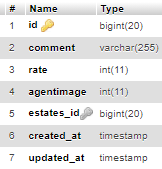 # Name Type
1 id bigint(20)
2 comment varchar(255)
3 rate int(11)
4 agentimage int(11)
5 estates_id bigint(20)
6 created_at timestamp
7 updated_at timestamp